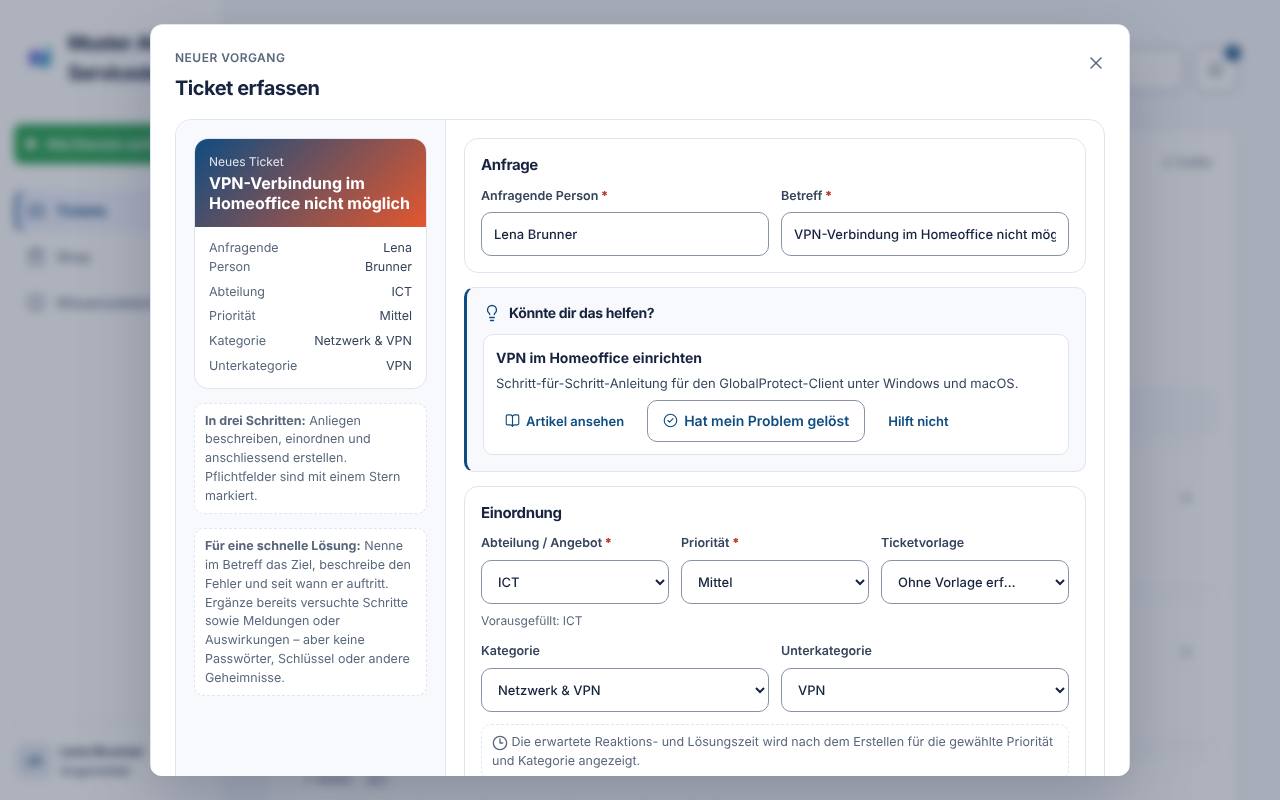 NEUER VORGANG
Ticket erfassen
Neues Ticket
VPN-Verbindung im
Homeoffice nicht möglich
Anfragende Person
Lena Brunner
Abteilung ICT
Priorität Mittel
Kategorie Netzwerk & VPN
Unterkategorie VPN
In drei Schritten: Anliegen
beschreiben, einordnen und
anschliessend erstellen.
Pflichtfelder sind mit einem Stern
markiert.
Für eine schnelle Lösung: Nenne
im Betreff das Ziel, beschreibe den
Fehler und seit wann er auftritt.
Ergänze bereits versuchte Schritte
sowie Meldungen oder
Auswirkungen – aber keine
Passwörter, Schlüssel oder andere
Geheimnisse.
Anfrage
Anfragende Person * Betreff *
Lena Brunner VPN-Verbindung im Homeoffice nicht mög
Könnte dir das helfen?
VPN im Homeoffice einrichten
Schritt-für-Schritt-Anleitung für den GlobalProtect-Client unter Windows und macOS.
Artikel ansehen Hat mein Problem gelöst Hilft nicht
Einordnung
Abteilung / Angebot * Priorität * Ticketvorlage
ICT Mittel Ohne Vorlage erf...
Vorausgefüllt: ICT
Kategorie Unterkategorie
Netzwerk & VPN VPN
Die erwartete Reaktions- und Lösungszeit wird nach dem Erstellen für die gewählte Priorität
und Kategorie angezeigt.